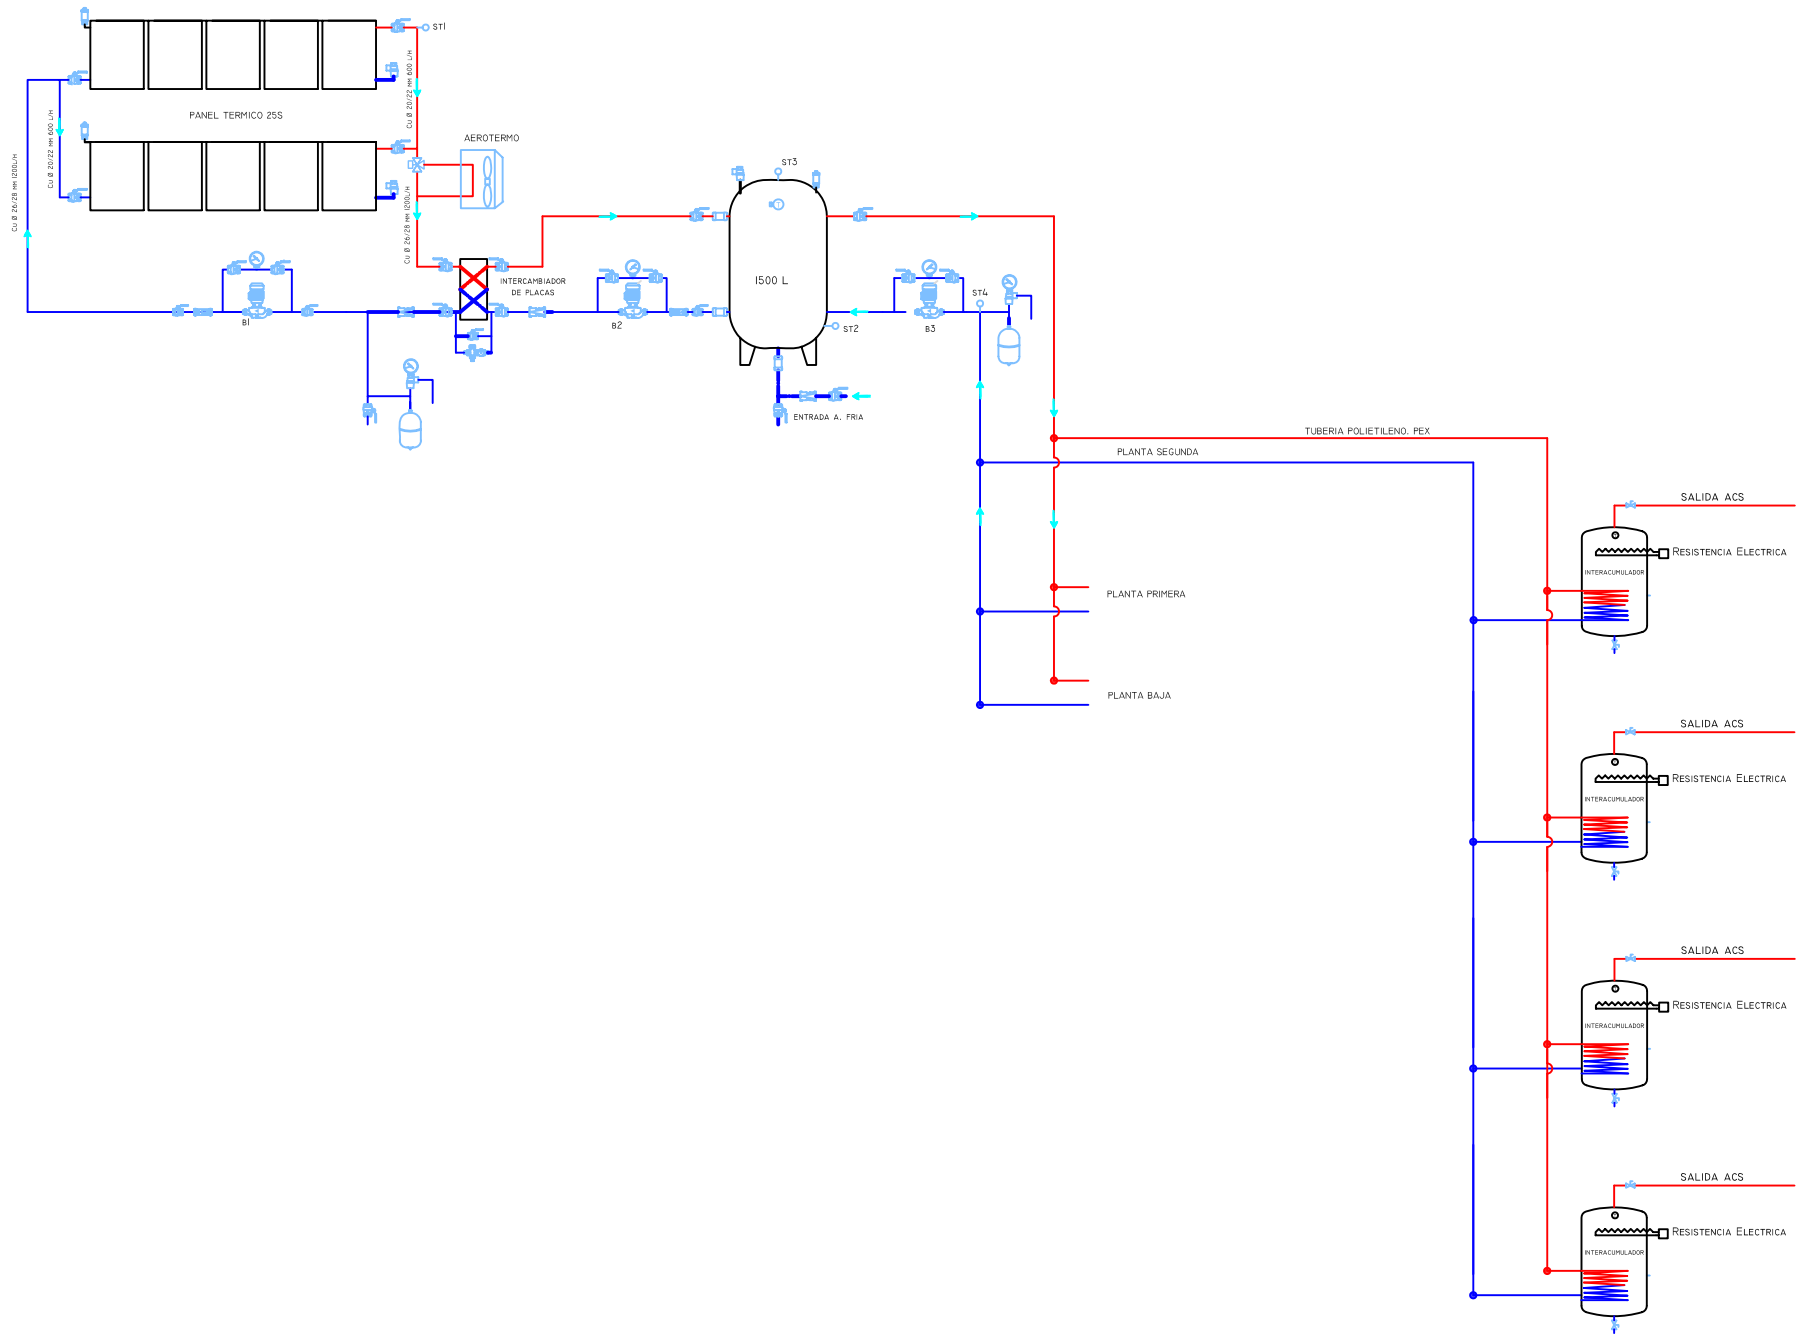 ST1
Cu Ø 20/22 MM 600 L/H
PANEL TERMICO 25S
Cu Ø 20/22 MM 600 L/H
AEROTERMO
Cu Ø 26/28 MM 1200L/H
Cu Ø 26/28 MM 1200L/H
ST3
T
INTERCAMBIADOR
DE PLACAS
1500 L
ST4
B1
B2
ST2
B3
ENTRADA A. FRIA
TUBERIA POLIETILENO. PEX
PLANTA SEGUNDA
SALIDA ACS
RESISTENCIA ELECTRICA
INTERACUMULADOR
PLANTA PRIMERA
PLANTA BAJA
SALIDA ACS
RESISTENCIA ELECTRICA
INTERACUMULADOR
SALIDA ACS
RESISTENCIA ELECTRICA
INTERACUMULADOR
SALIDA ACS
RESISTENCIA ELECTRICA
INTERACUMULADOR